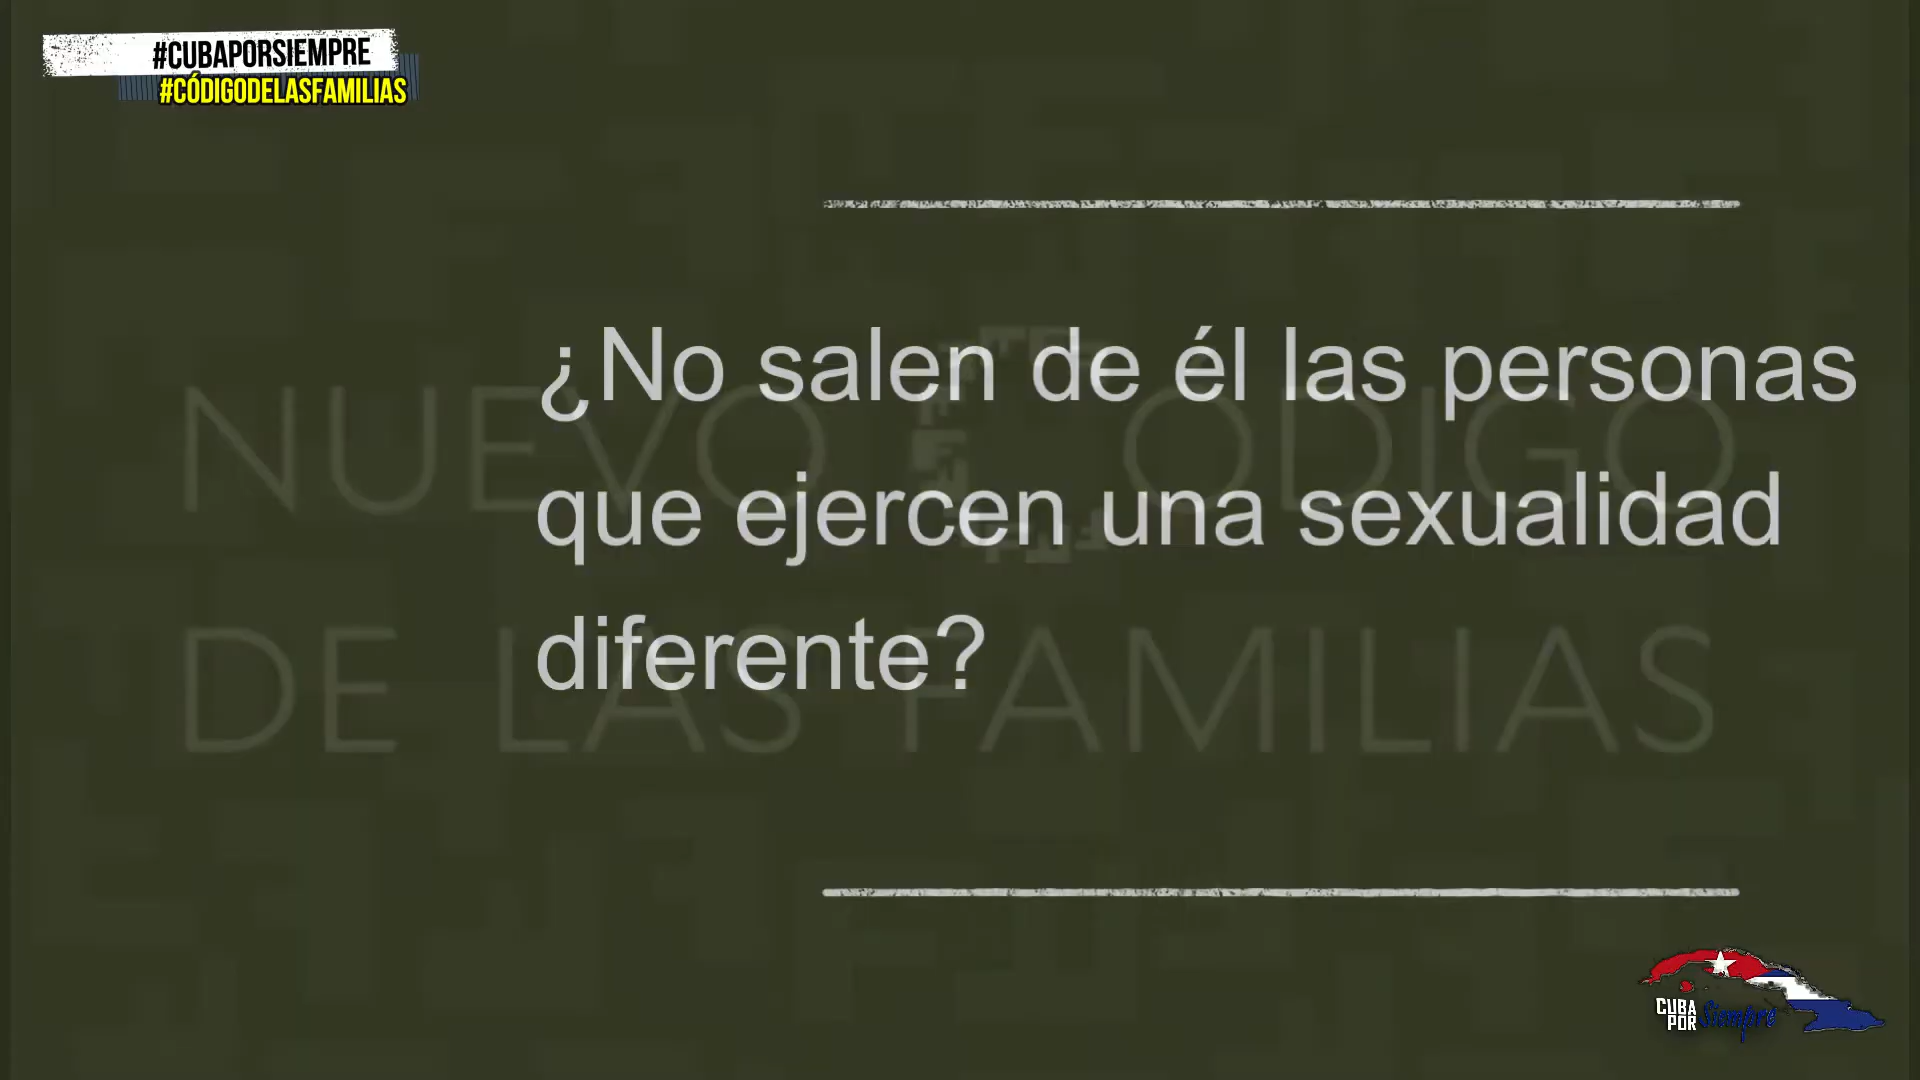 #CUBAPORSIEMPRE
#CÓDIGODELASFAMILIAS
¿No salen de él las personas
que ejercen una sexualidad
diferente?
NUEVO CÓDIGO
DE LAS FAMILIAS
CUBA
POR Siempre